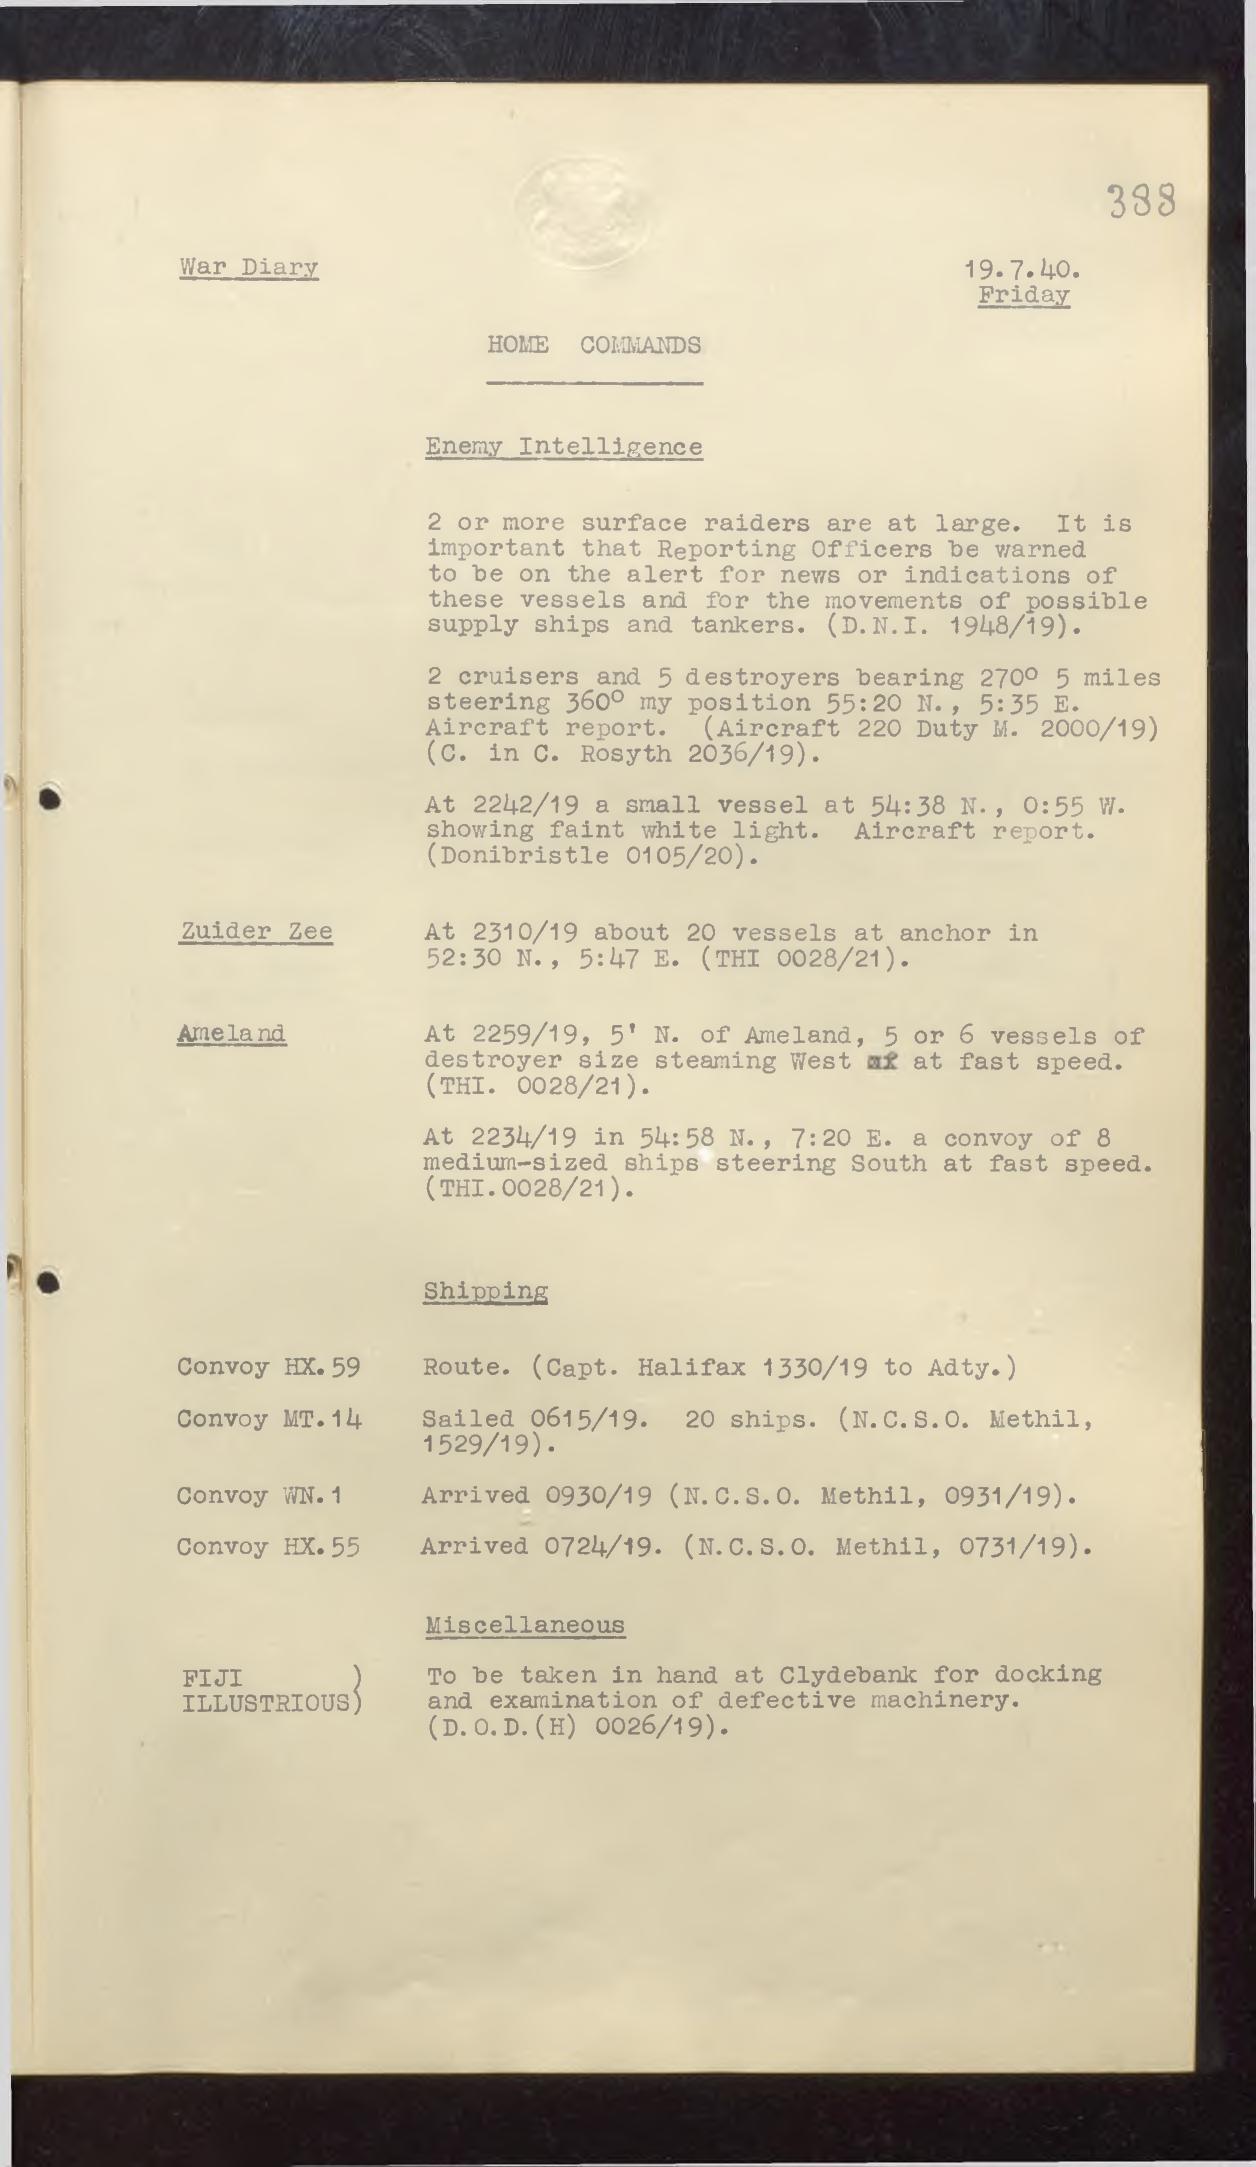 388
War Diary 19.7.40.
Friday
HOME COMMANDS
Enemy Intelligence
2 or more surface raiders are at large. It is
important that Reporting Officers be warned
to be on the alert for news or indications of
these vessels and for the movements of possible
supply ships and tankers. (D.N.I. 1948/19).
2 cruisers and 5 destroyers bearing 270° 5 miles
steering 360° my position 55:20 N., 5:35 E.
Aircraft report. (Aircraft 220 Duty M. 2000/19)
(C. in C. Rosyth 2036/19).
At 2242/19 a small vessel at 54:38 N., 0:55 W.
showing faint white light. Aircraft report.
(Donibristle 0105/20).
Zuider Zee At 2310/19 about 20 vessels at anchor in
52:30 N., 5:47 E. (THI 0028/21).
Ameland At 2259/19, 5' N. of Ameland, 5 or 6 vessels of
destroyer size steaming West at fast speed.
(THI. 0028/21).
At 2234/19 in 54:58 N., 7:20 E. a convoy of 8
medium-sized ships steering South at fast speed.
(THI.0028/21).
Shipping
Convoy HX.59 Route. (Capt. Halifax 1330/19 to Adty.)
Convoy MT.14 Sailed 0615/19. 20 ships. (N.C.S.O. Methil,
1529/19).
Convoy WN.1 Arrived 0930/19 (N.C.S.O. Methil, 0931/19).
Convoy HX.55 Arrived 0724/19. (N.C.S.O. Methil, 0731/19).
Miscellaneous
FIJI ) To be taken in hand at Clydebank for docking
ILLUSTRIOUS) and examination of defective machinery.
(D.O.D.(H) 0026/19).